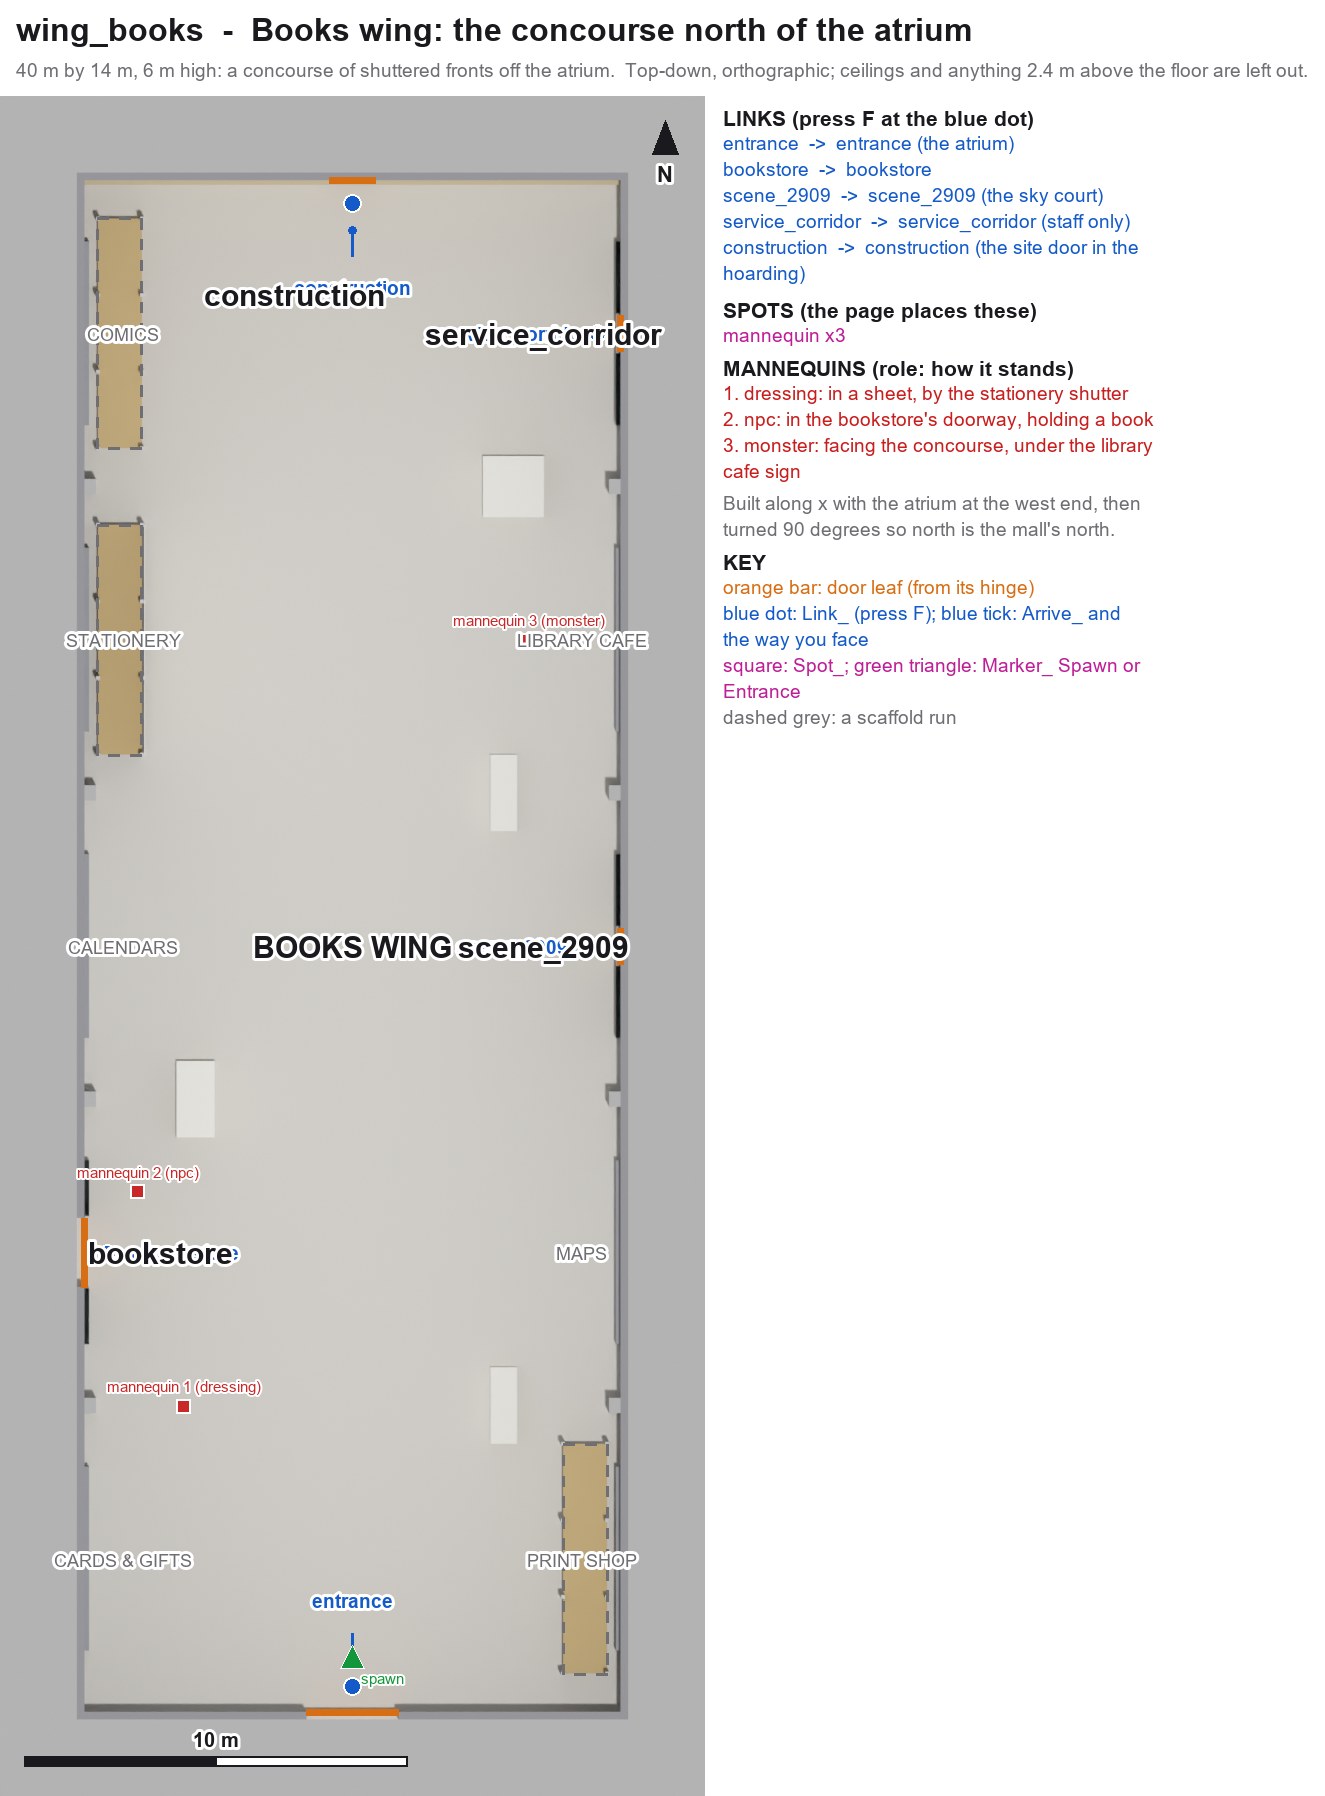 wing_books  -  Books wing: the concourse north of the atrium
40 m by 14 m, 6 m high: a concourse of shuttered fronts off the atrium.  Top-down, orthographic; ceilings and anything 2.4 m above the floor are left out.
N
construction
construction
service_corridor
COMICS
mannequin 3 (monster)
STATIONERY
LIBRARY CAFE
CALENDARS
BOOKS WING
scene_2909
mannequin 2 (npc)
bookstore
MAPS
mannequin 1 (dressing)
CARDS & GIFTS
PRINT SHOP
entrance
spawn
10 m
LINKS (press F at the blue dot)
entrance  ->  entrance (the atrium)
bookstore  ->  bookstore
scene_2909  ->  scene_2909 (the sky court)
service_corridor  ->  service_corridor (staff only)
construction  ->  construction (the site door in the
hoarding)
SPOTS (the page places these)
mannequin x3
MANNEQUINS (role: how it stands)
1. dressing: in a sheet, by the stationery shutter
2. npc: in the bookstore's doorway, holding a book
3. monster: facing the concourse, under the library
cafe sign
Built along x with the atrium at the west end, then
turned 90 degrees so north is the mall's north.
KEY
orange bar: door leaf (from its hinge)
blue dot: Link_ (press F); blue tick: Arrive_ and
the way you face
square: Spot_; green triangle: Marker_ Spawn or
Entrance
dashed grey: a scaffold run